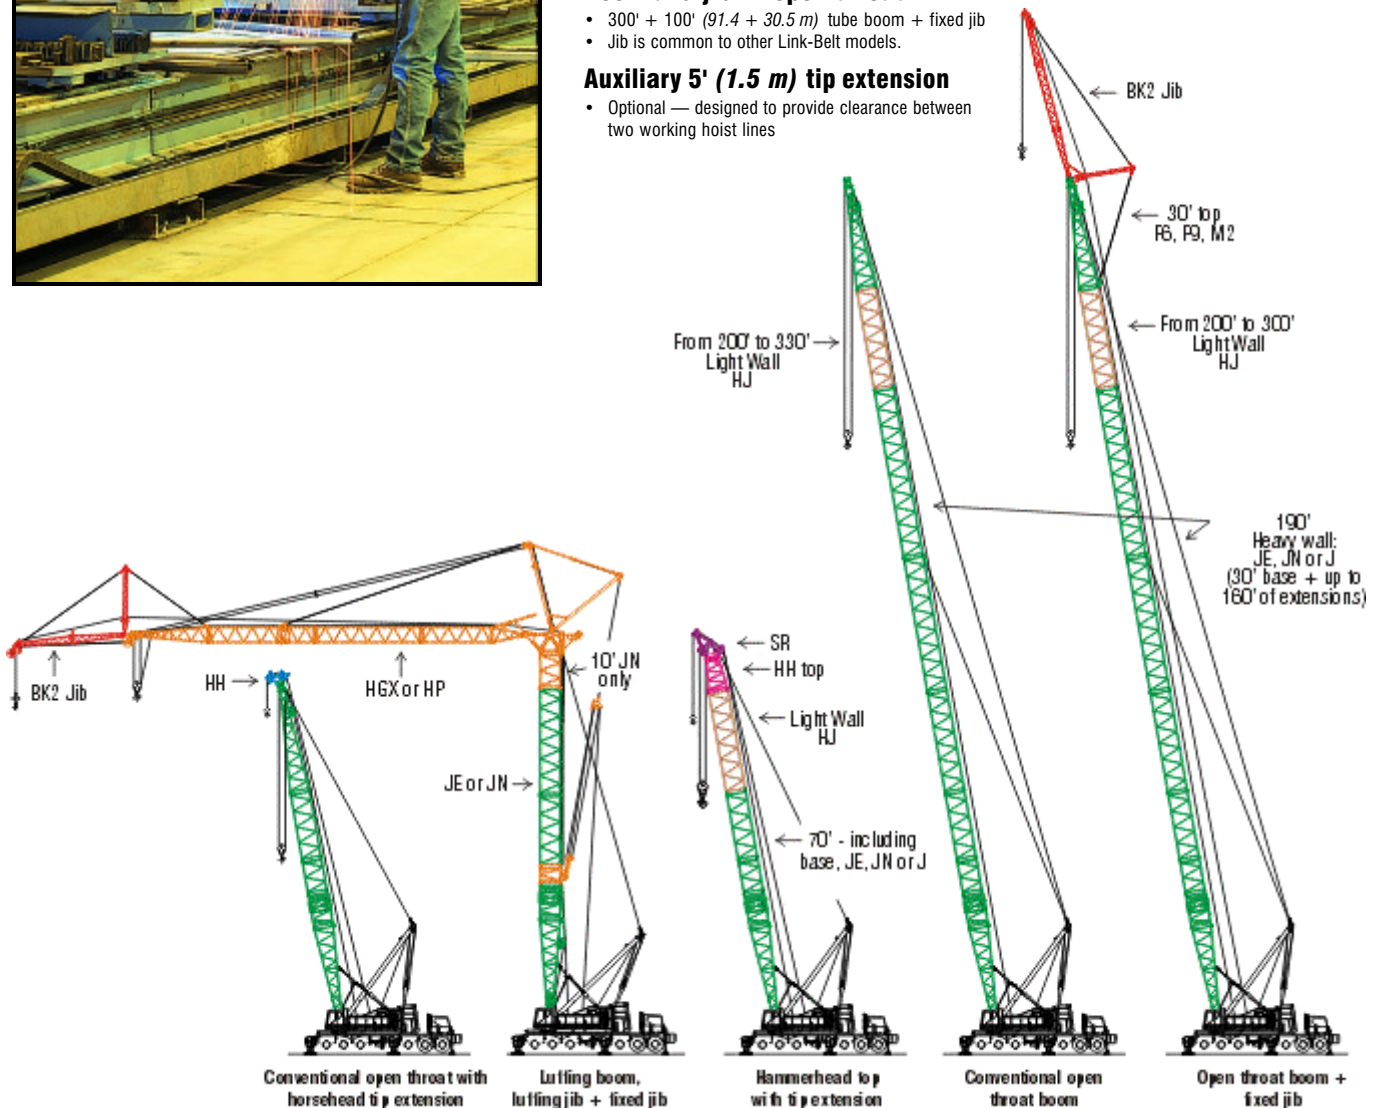 • 300' + 100' (91.4 + 30.5 m) tube boom + fixed jib
• Jib is common to other Link-Belt models.
Auxiliary 5' (1.5 m) tip extension
• Optional — designed to provide clearance between
two working hoist lines
BK2 Jib
30' top
F6, F9, M2
From 200' to 330'
Light Wall
HJ
From 200' to 300'
Light Wall
HJ
190'
Heavy wall:
JE, JN or J
(30' base + up to
160' of extensions)
BK2 Jib
HH
HGX or HP
10' JN
only
JE or JN
SR
HH top
Light Wall
HJ
70' - including
base, JE, JN or J
Conventional open throat with
horsehead tip extension
Luffing boom,
luffing jib + fixed jib
Hammerhead top
with tip extension
Conventional open
throat boom
Open throat boom +
fixed jib